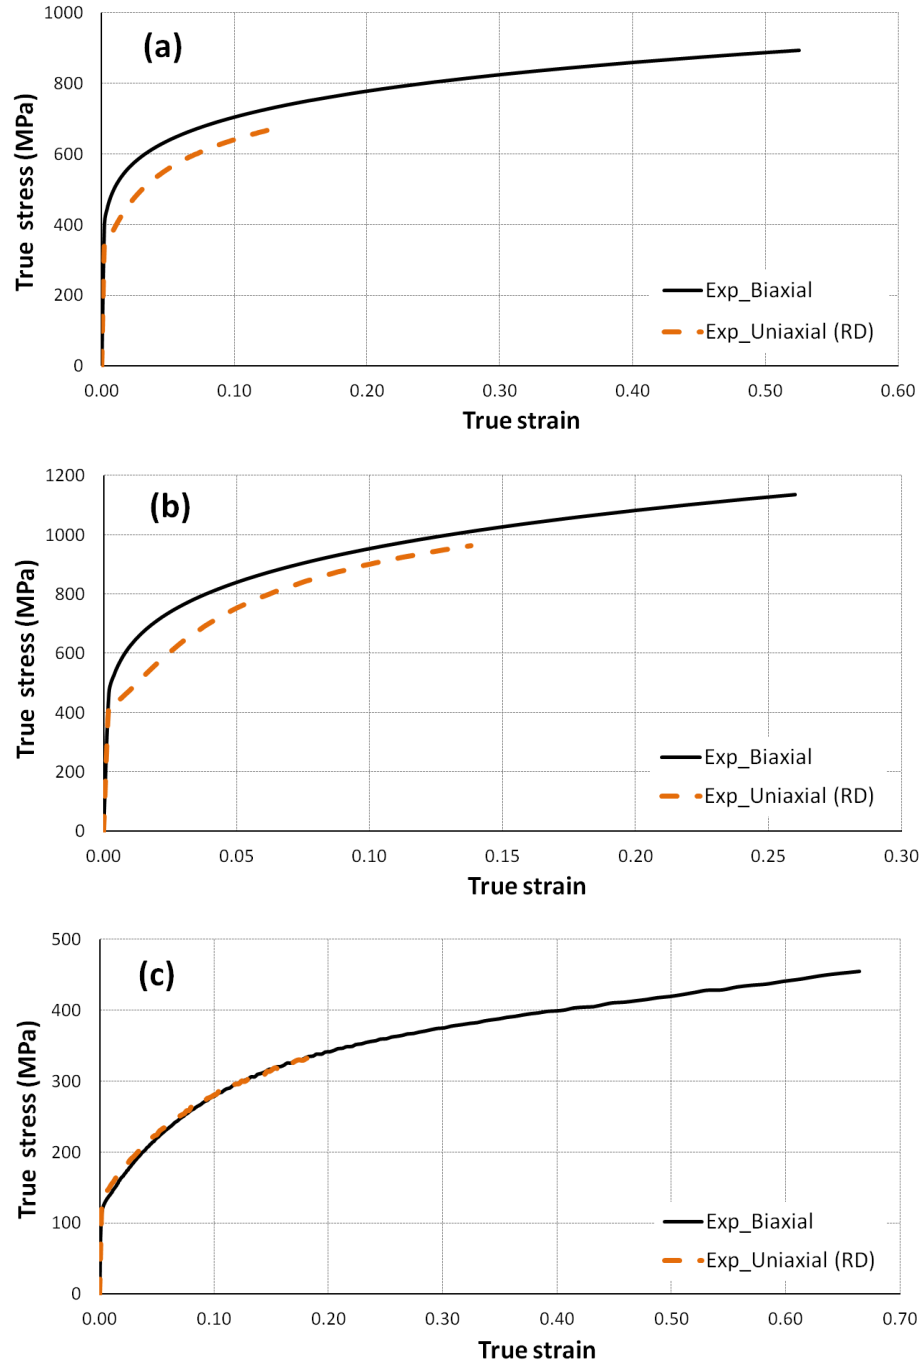 (a)
True stress (MPa)
1000
800
600
400
200
0
Exp_Biaxial
Exp_Uniaxial (RD)
0.00 0.10 0.20 0.30 0.40 0.50 0.60
True strain
(b)
True stress (MPa)
1200
1000
800
600
400
200
0
Exp_Biaxial
Exp_Uniaxial (RD)
0.00 0.05 0.10 0.15 0.20 0.25 0.30
True strain
(c)
True stress (MPa)
500
400
300
200
100
0
Exp_Biaxial
Exp_Uniaxial (RD)
0.00 0.10 0.20 0.30 0.40 0.50 0.60 0.70
True strain